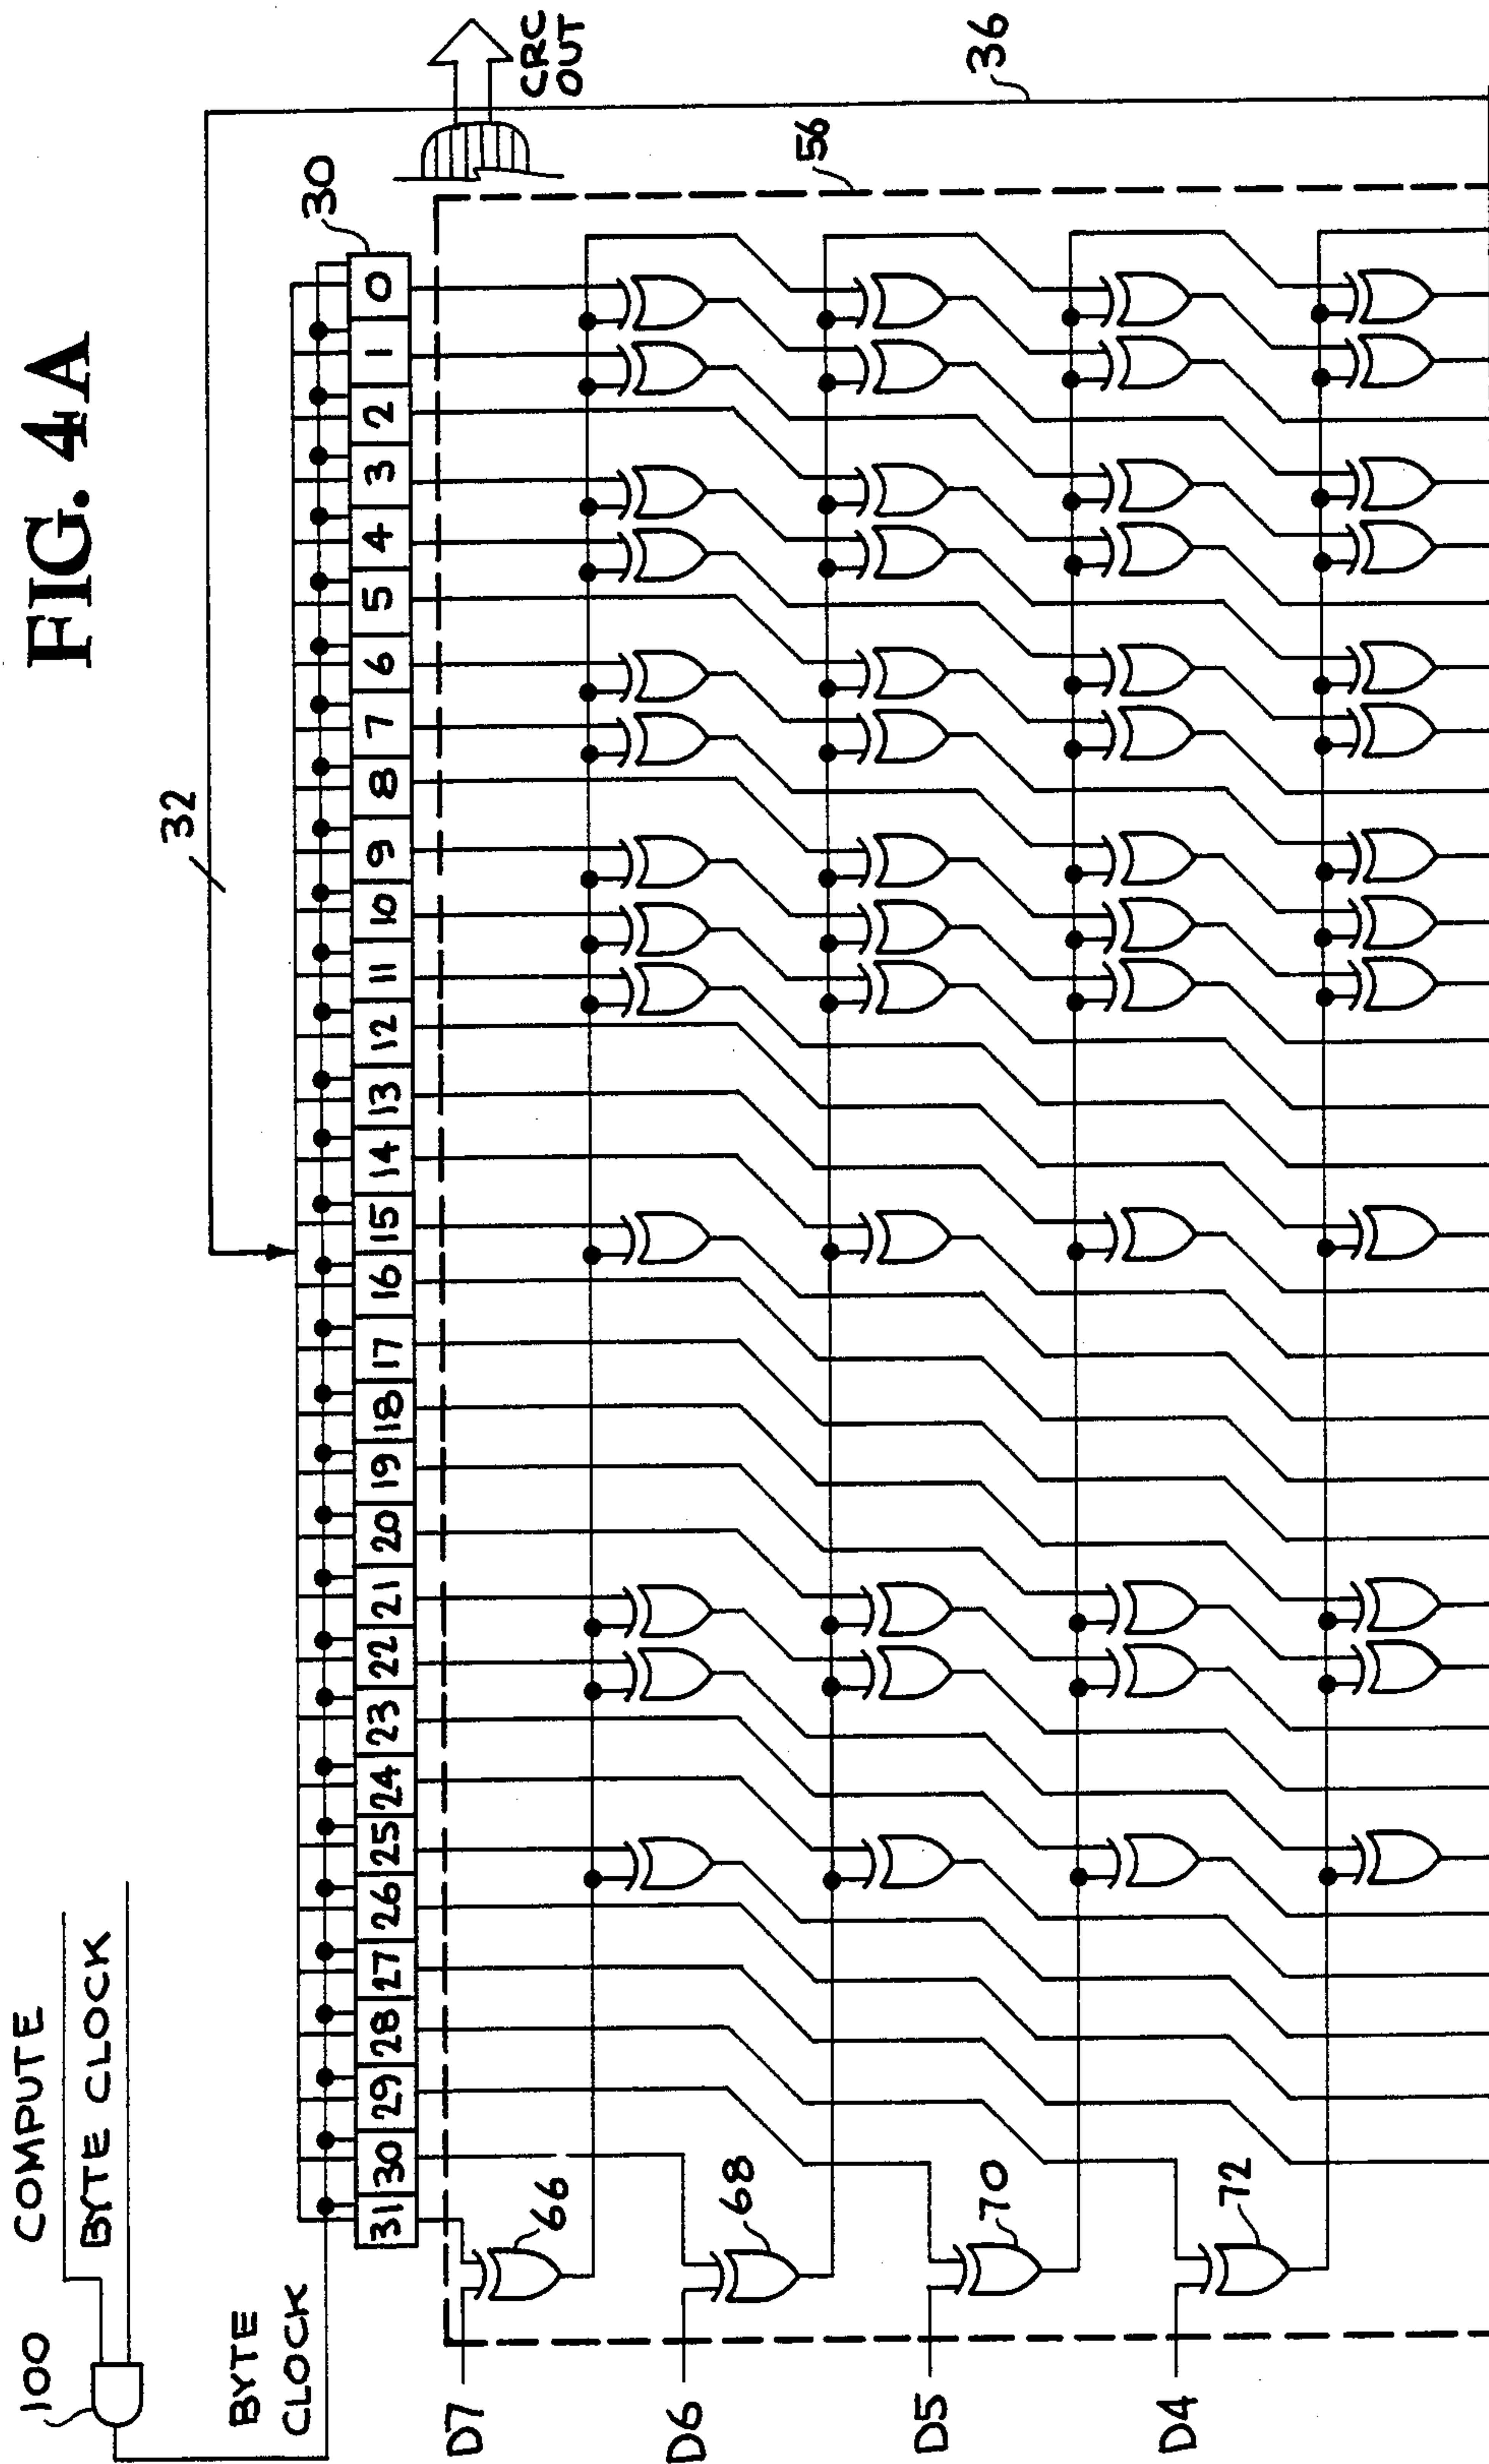 FIG. 4A
100
COMPUTE
BYTE CLOCK
BYTE
CLOCK
32
30
31 30 29 28 27 26 25 24 23 22 21 20 19 18 17 16 15 14 13 12 11 10 9 8 7 6 5 4 3 2 1 0
CRC
OUT
D7
66
56
D6
68
D5
70
36
D4
72